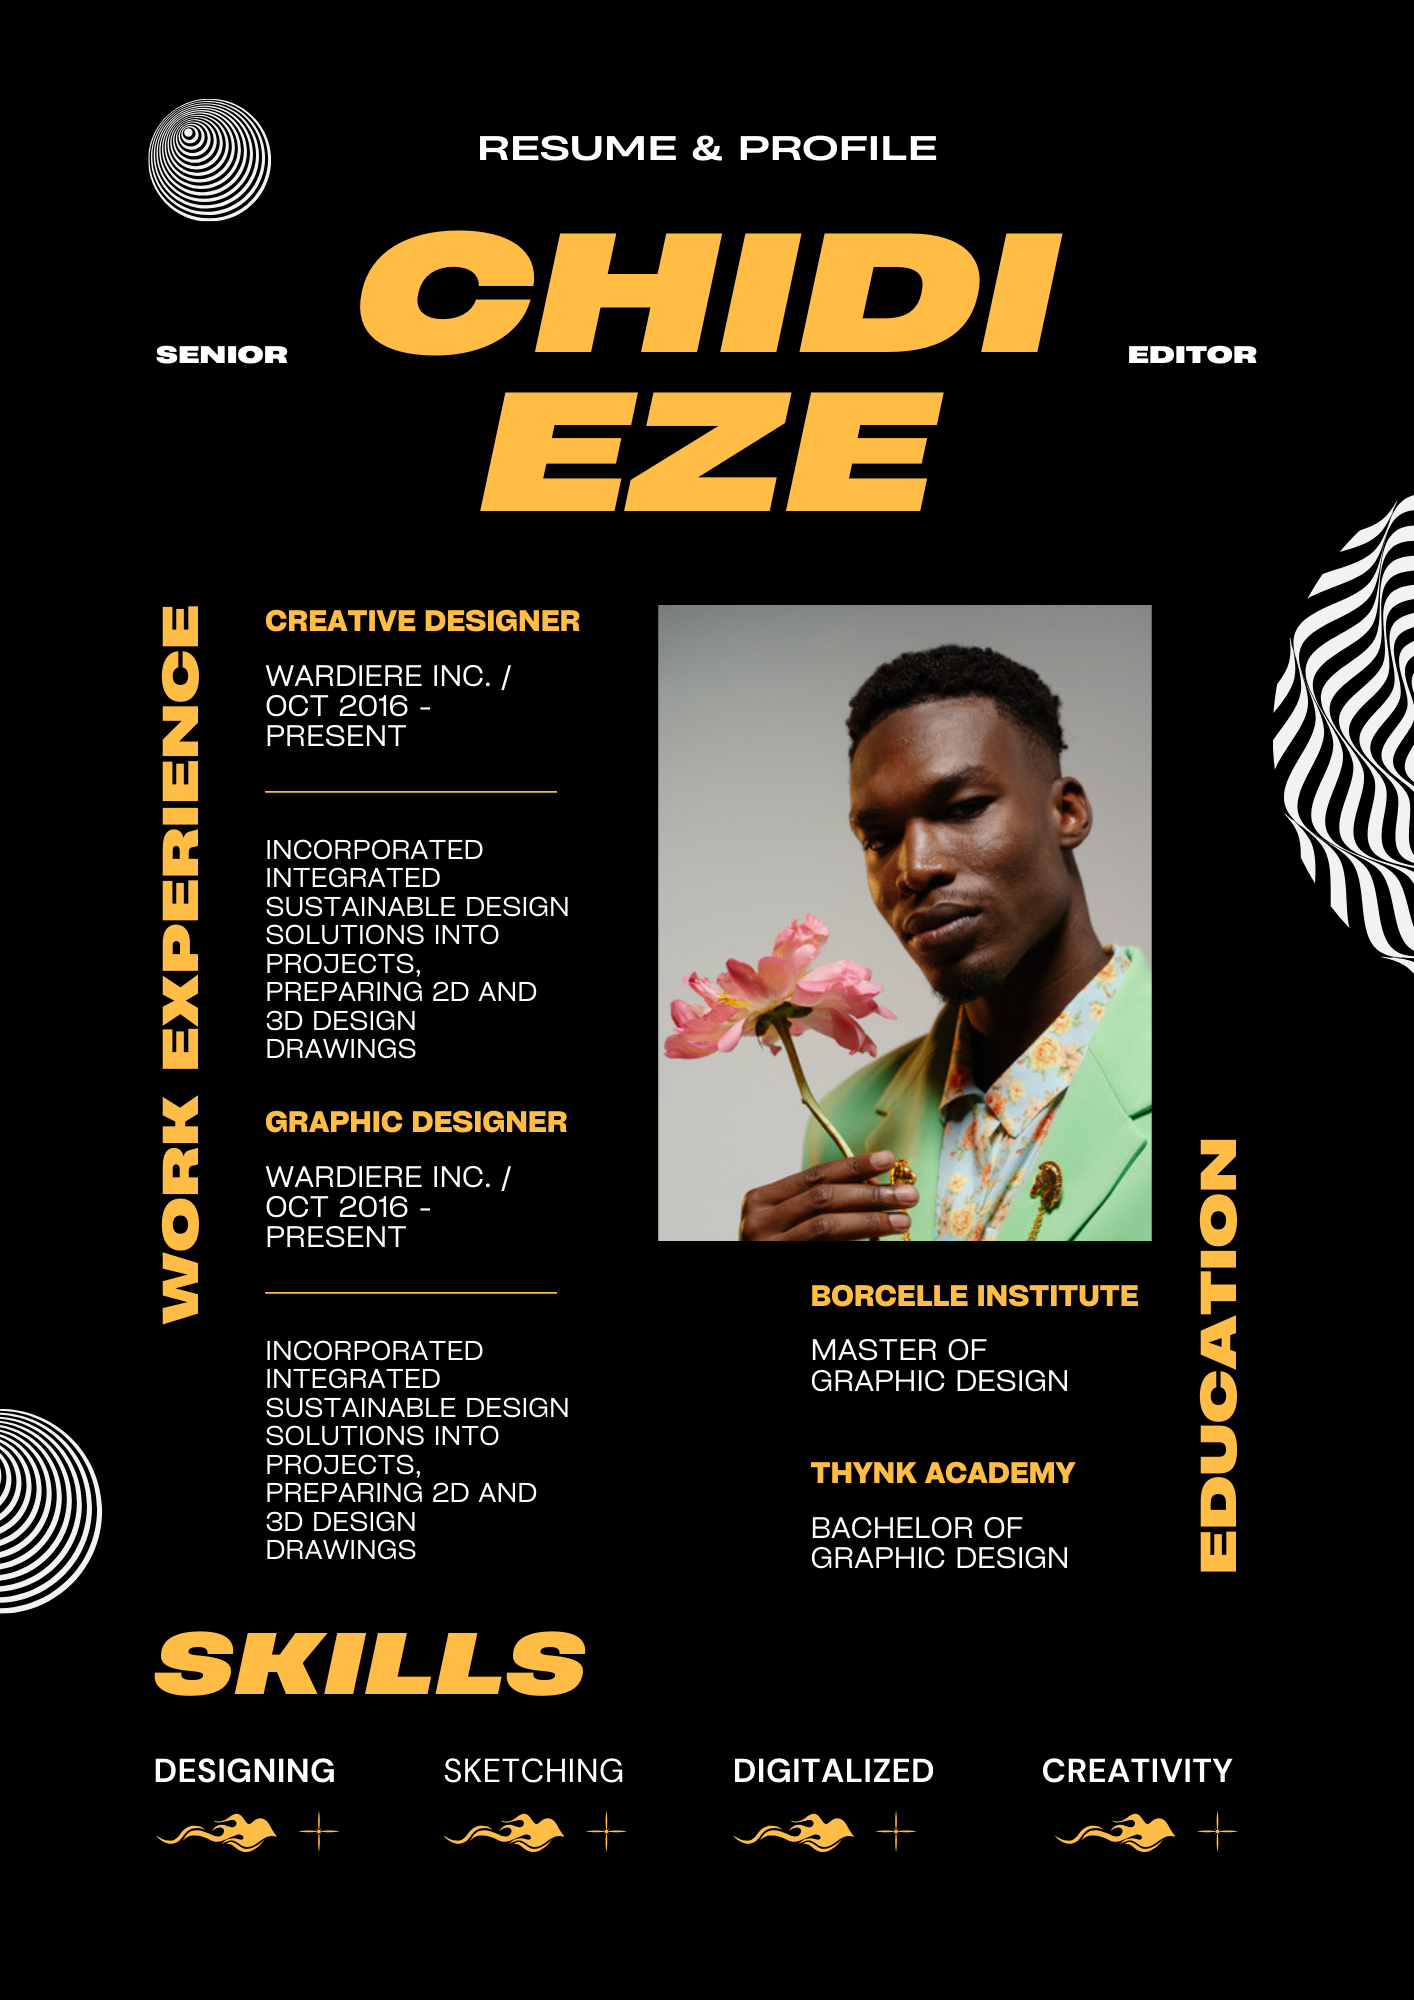 RESUME & PROFILE
CHIDI
EZE
SENIOR
EDITOR
WORK EXPERIENCE
CREATIVE DESIGNER
WARDIERE INC. /
OCT 2016 -
PRESENT
INCORPORATED
INTEGRATED
SUSTAINABLE DESIGN
SOLUTIONS INTO
PROJECTS,
PREPARING 2D AND
3D DESIGN
DRAWINGS
GRAPHIC DESIGNER
WARDIERE INC. /
OCT 2016 -
PRESENT
INCORPORATED
INTEGRATED
SUSTAINABLE DESIGN
SOLUTIONS INTO
PROJECTS,
PREPARING 2D AND
3D DESIGN
DRAWINGS
EDUCATION
BORCELLE INSTITUTE
MASTER OF
GRAPHIC DESIGN
THYNK ACADEMY
BACHELOR OF
GRAPHIC DESIGN
SKILLS
DESIGNING
SKETCHING
DIGITALIZED
CREATIVITY